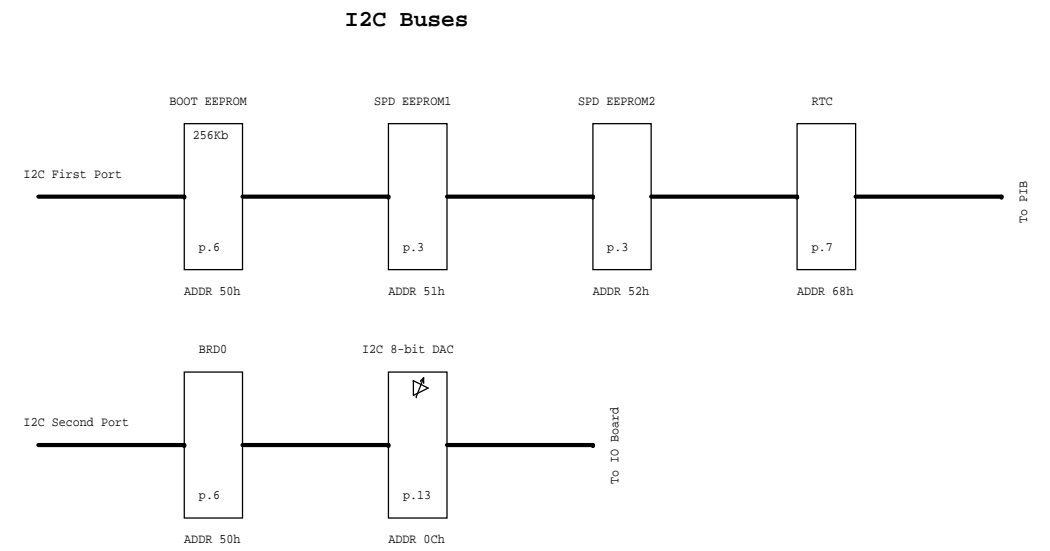 I2C Buses
BOOT EEPROM
SPD EEPROM1
SPD EEPROM2
RTC
256Kb
I2C First Port
To PIB
p.6
p.3
p.3
p.7
ADDR 50h
ADDR 51h
ADDR 52h
ADDR 68h
BRD0
I2C 8-bit DAC
I2C Second Port
To IO Board
p.6
p.13
ADDR 50h
ADDR 0Ch